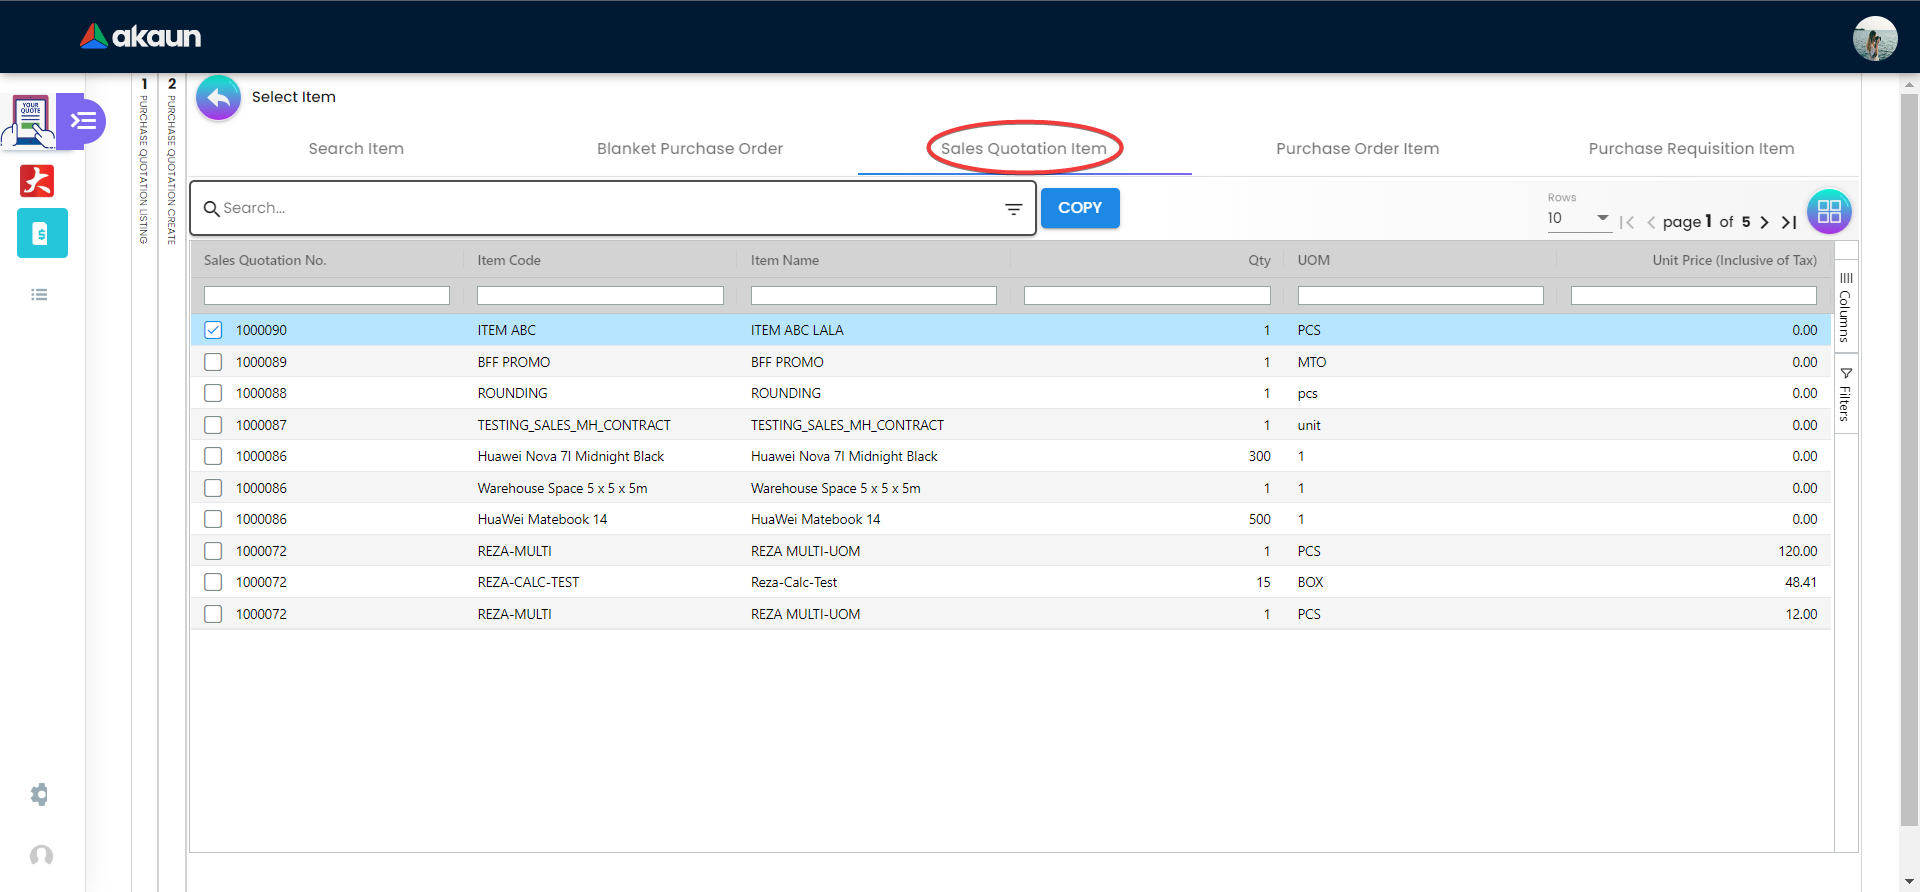 akaun
YOUR QUOTE
1 PURCHASE QUOTATION LISTING
2 PURCHASE QUOTATION CREATE
Select Item
Search Item Blanket Purchase Order Sales Quotation Item Purchase Order Item Purchase Requisition Item
Search... COPY Rows 10 page 1 of 5
Sales Quotation No. Item Code Item Name Qty UOM Unit Price (Inclusive of Tax)
1000090 ITEM ABC ITEM ABC LALA 1 PCS 0.00
1000089 BFF PROMO BFF PROMO 1 MTO 0.00
1000088 ROUNDING ROUNDING 1 pcs 0.00
1000087 TESTING_SALES_MH_CONTRACT TESTING_SALES_MH_CONTRACT 1 unit 0.00
1000086 Huawei Nova 7I Midnight Black Huawei Nova 7I Midnight Black 300 1 0.00
1000086 Warehouse Space 5 x 5 x 5m Warehouse Space 5 x 5 x 5m 1 1 0.00
1000086 HuaWei Matebook 14 HuaWei Matebook 14 500 1 0.00
1000072 REZA-MULTI REZA MULTI-UOM 1 PCS 120.00
1000072 REZA-CALC-TEST Reza-Calc-Test 15 BOX 48.41
1000072 REZA-MULTI REZA MULTI-UOM 1 PCS 12.00
Columns
Filters